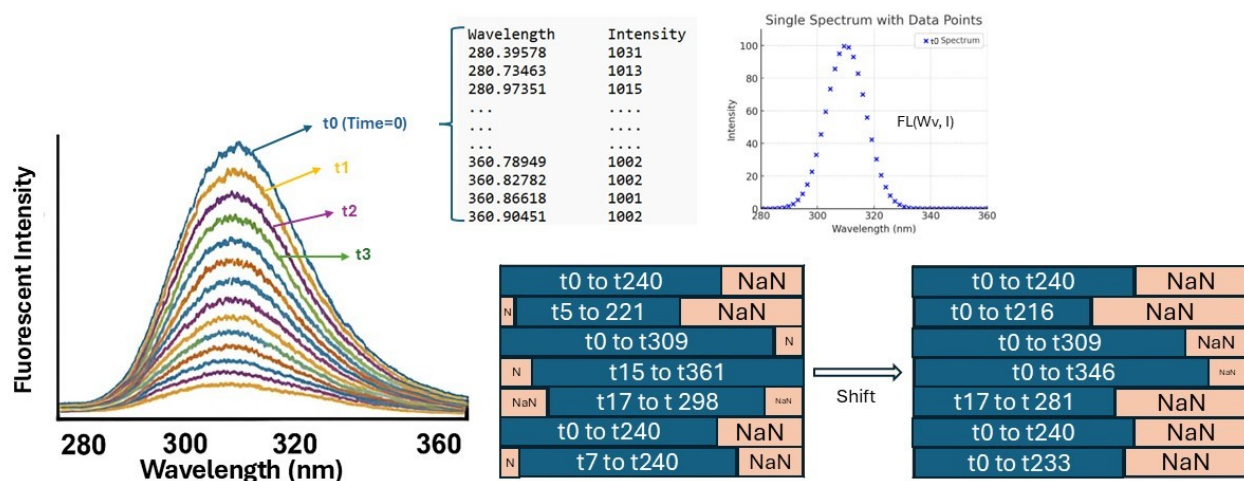 Fluorescent Intensity
t0 (Time=0)
t1
t2
t3
280 300 320 360
Wavelength (nm)
Wavelength Intensity
280.39578 1031
280.73463 1013
280.97351 1015
... ....
... ....
... ....
360.78949 1002
360.82782 1002
360.86618 1001
360.90451 1002
Single Spectrum with Data Points
t0 Spectrum
FL(Wv, I)
Intensity
100
80
60
40
20
0
280 300 320 340 360
Wavelength (nm)
t0 to t240 NaN
N t5 to 221 NaN
t0 to t309 N
N t15 to t361
NaN t17 to t 298 NaN
t0 to t240 NaN
N t7 to t240 NaN
Shift
t0 to t240 NaN
t0 to t216 NaN
t0 to t309 NaN
t0 to t346 NaN
t17 to t 281 NaN
t0 to t240 NaN
t0 to t233 NaN